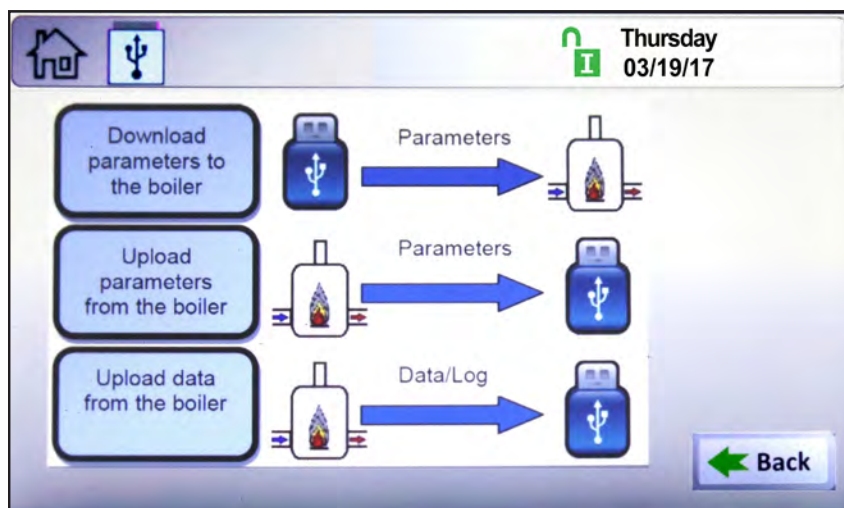 I
Thursday
03/19/17
Download
parameters to
the boiler
Parameters
Upload
parameters
from the boiler
Parameters
Upload data
from the boiler
Data/Log
Back